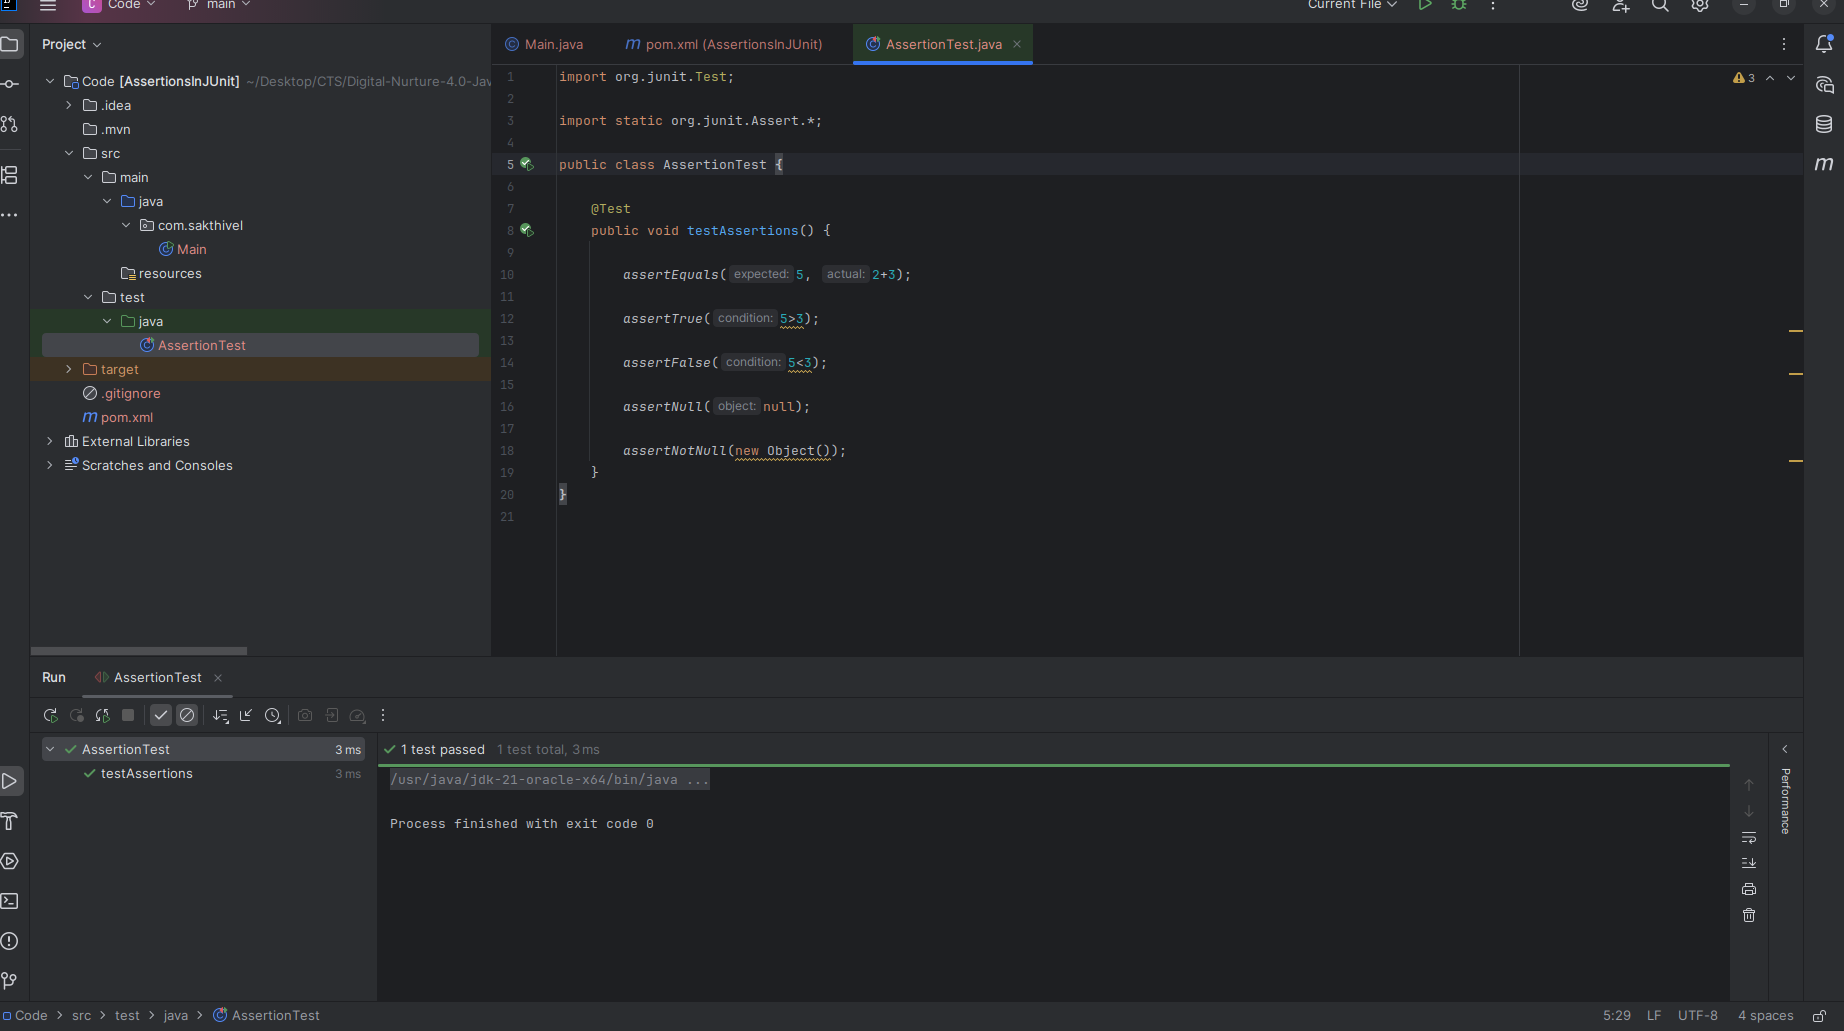 C Code main Current File
Project
Main.java
m pom.xml (AssertionsInJUnit)
AssertionTest.java
Code [AssertionsInJUnit] ~/Desktop/CTS/Digital-Nurture-4.0-Jav
.idea
.mvn
src
main
java
com.sakthivel
Main
resources
test
java
AssertionTest
target
.gitignore
m pom.xml
External Libraries
Scratches and Consoles
1 import org.junit.Test;
2
3 import static org.junit.Assert.*;
4
5 public class AssertionTest {
6
7 @Test
8 public void testAssertions() {
9
10 assertEquals( expected: 5, actual: 2+3);
11
12 assertTrue( condition: 5>3);
13
14 assertFalse( condition: 5<3);
15
16 assertNull( object: null);
17
18 assertNotNull(new Object());
19 }
20 }
21
3
m
Run AssertionTest
AssertionTest 3 ms
testAssertions 3 ms
1 test passed 1 test total, 3 ms
/usr/java/jdk-21-oracle-x64/bin/java ...
Process finished with exit code 0
Performance
Code > src > test > java > AssertionTest
5:29 LF UTF-8 4 spaces